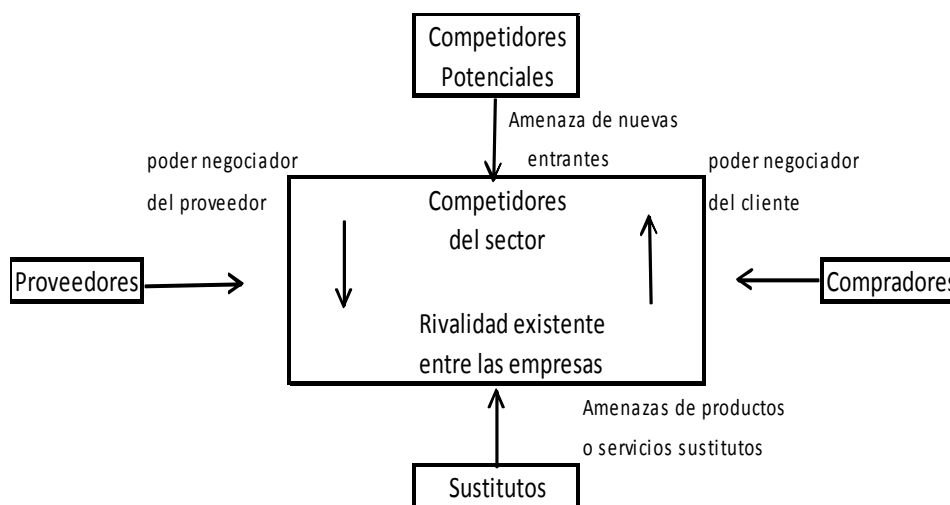 Competidores
Potenciales
Amenaza de nuevas
entrantes
poder negociador
del proveedor
poder negociador
del cliente
Competidores
del sector
Proveedores
Compradores
Rivalidad existente
entre las empresas
Amenazas de productos
o servicios sustitutos
Sustitutos